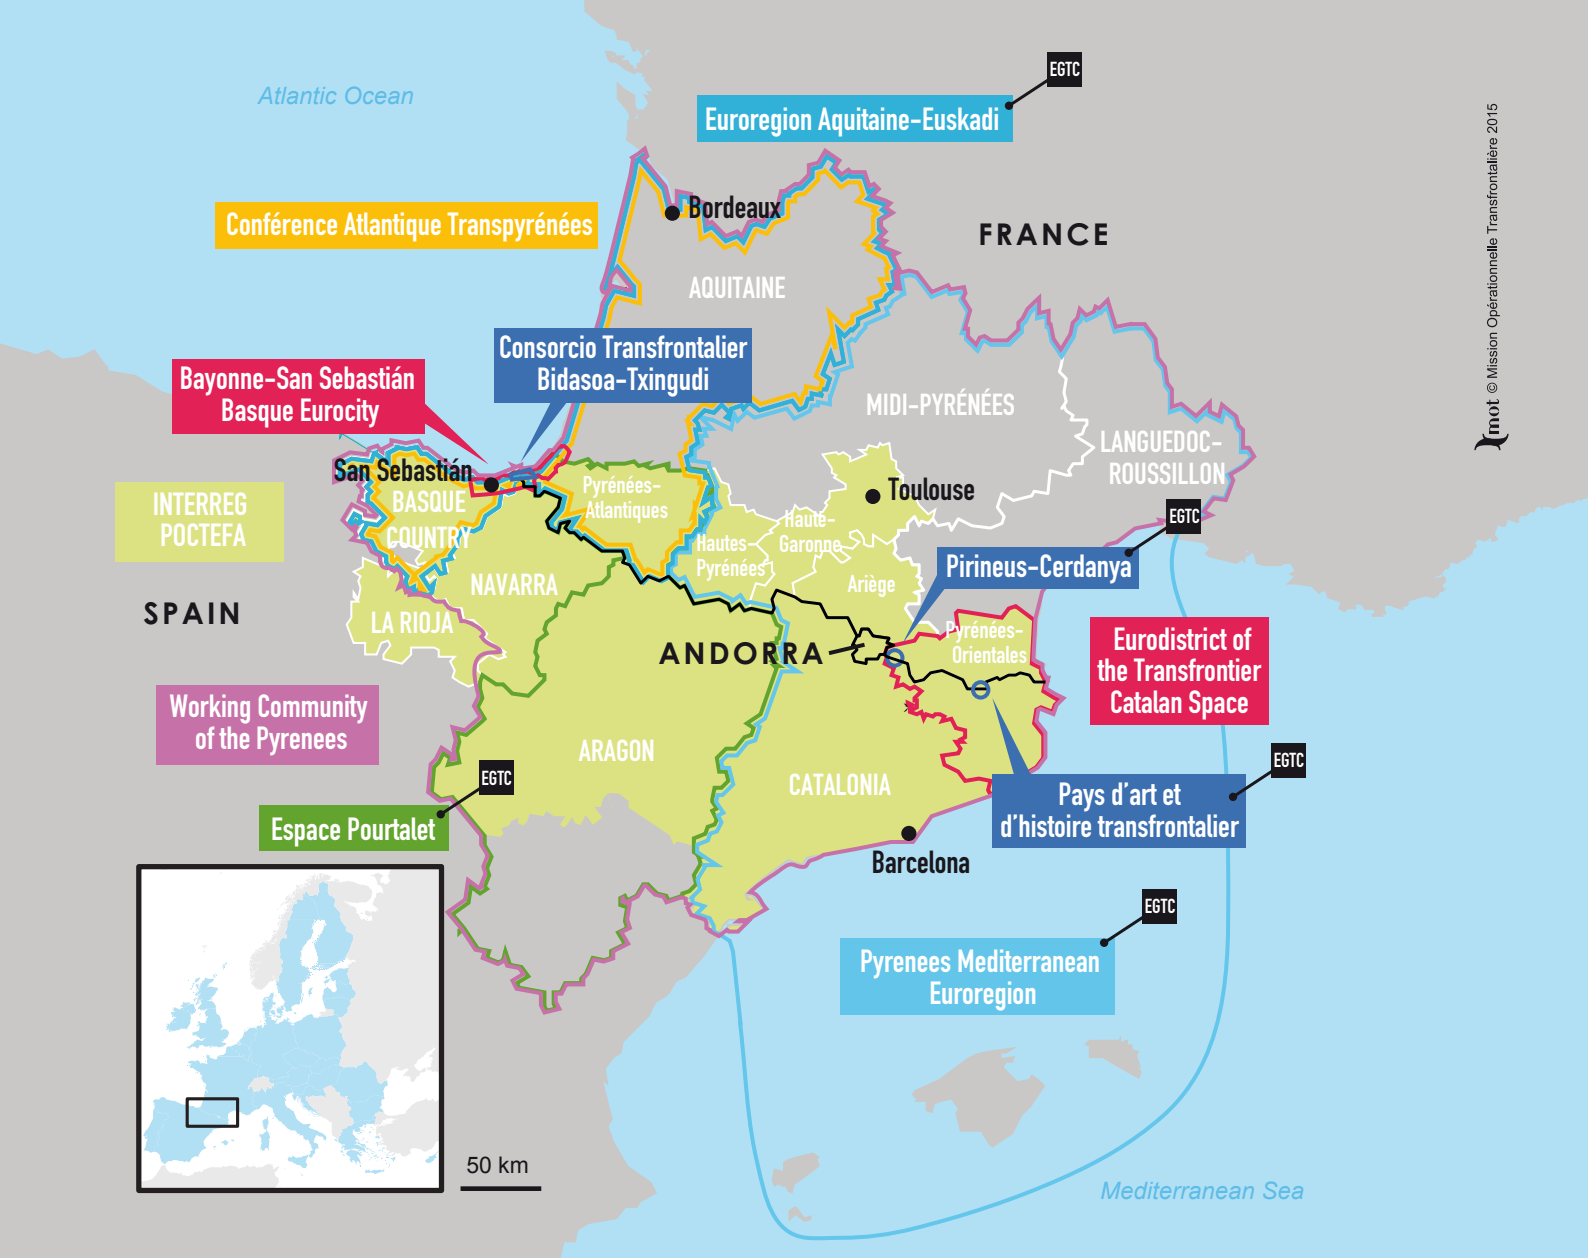 EGTC
Atlantic Ocean
Euroregion Aquitaine-Euskadi
mot © Mission Opérationnelle Transfrontalière 2015
Bordeaux
Conférence Atlantique Transpyrénées
FRANCE
AQUITAINE
Consorcio Transfrontalier
Bidasoa-Txingudi
Bayonne-San Sebastián
Basque Eurocity
MIDI-PYRÉNÉES
LANGUEDOC-
ROUSSILLON
San Sebastián
INTERREG
POCTEFA
BASQUE
COUNTRY
Pyrénées-
Atlantiques
Toulouse
EGTC
Haute-
Garonne
Hautes-
Pyrénées
Pirineus-Cerdanya
Ariège
NAVARRA
SPAIN
LA RIOJA
ANDORRA
Pyrénées-
Orientales
Eurodistrict of
the Transfrontier
Catalan Space
Working Community
of the Pyrenees
ARAGON
EGTC
EGTC
CATALONIA
Pays d'art et
d'histoire transfrontalier
Espace Pourtalet
Barcelona
EGTC
Pyrenees Mediterranean
Euroregion
50 km
Mediterranean Sea